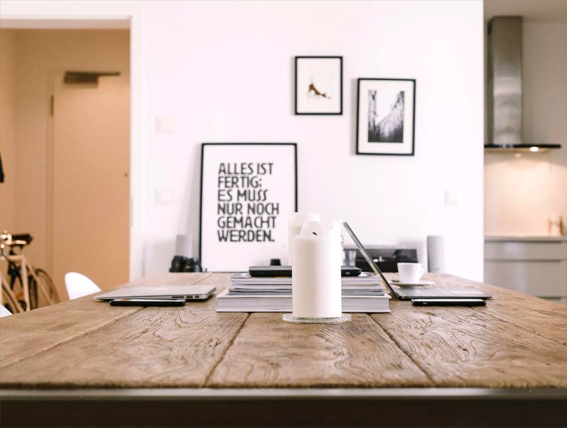 ALLES IST
FERTIG;
ES MUSS
NUR NOCH
GEMACHT
WERDEN.